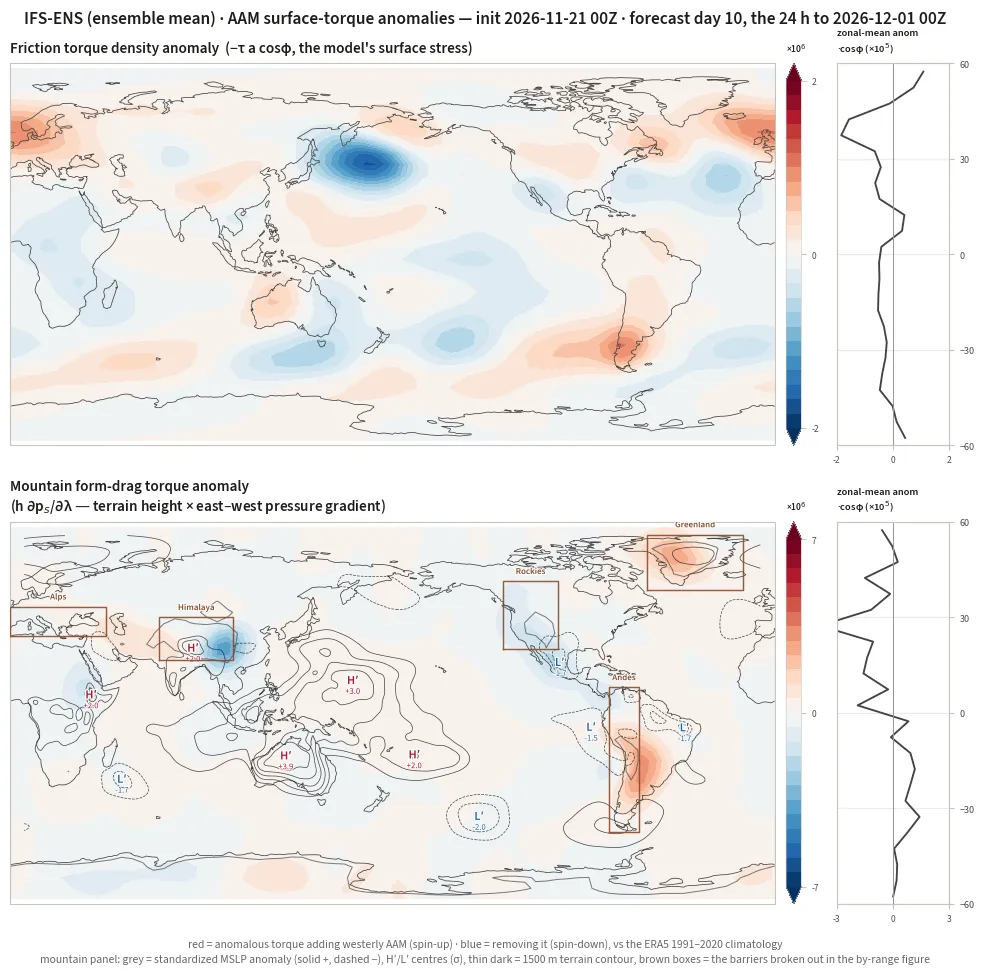 IFS-ENS (ensemble mean) · AAM surface-torque anomalies — init 2026-11-21 00Z · forecast day 10, the 24 h to 2026-12-01 00Z
Friction torque density anomaly (−τ a cosφ, the model's surface stress)
×10⁶
zonal-mean anom
·cosφ (×10⁵)
2
0
-2
60
30
0
−30
−60
-2
0
2
Mountain form-drag torque anomaly
(h ∂pₛ/∂λ — terrain height × east–west pressure gradient)
×10⁶
zonal-mean anom
·cosφ (×10⁵)
Greenland
Rockies
Alps
Himalaya
Andes
H'
+2.0
H'
+3.0
H'
+2.0
H'
+3.9
H'
+2.0
L'
L'
-1.5
L'
-1.7
L'
-1.7
L'
-2.0
7
0
-7
60
30
0
−30
−60
-3
0
3
red = anomalous torque adding westerly AAM (spin-up) · blue = removing it (spin-down), vs the ERA5 1991–2020 climatology
mountain panel: grey = standardized MSLP anomaly (solid +, dashed −), H'/L' centres (σ), thin dark = 1500 m terrain contour, brown boxes = the barriers broken out in the by-range figure